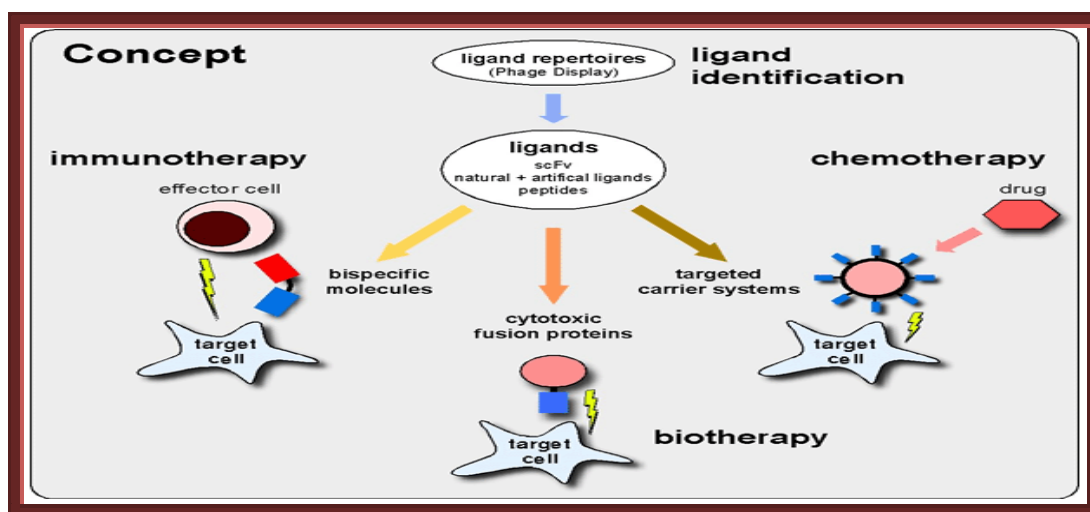 Concept
ligand repertoires
(Phage Display)
ligand
identification
immunotherapy
effector cell
ligands
scFv
natural + artifical ligands
peptides
chemotherapy
drug
bispecific
molecules
targeted
carrier systems
cytotoxic
fusion proteins
target
cell
target
cell
target
cell
biotherapy